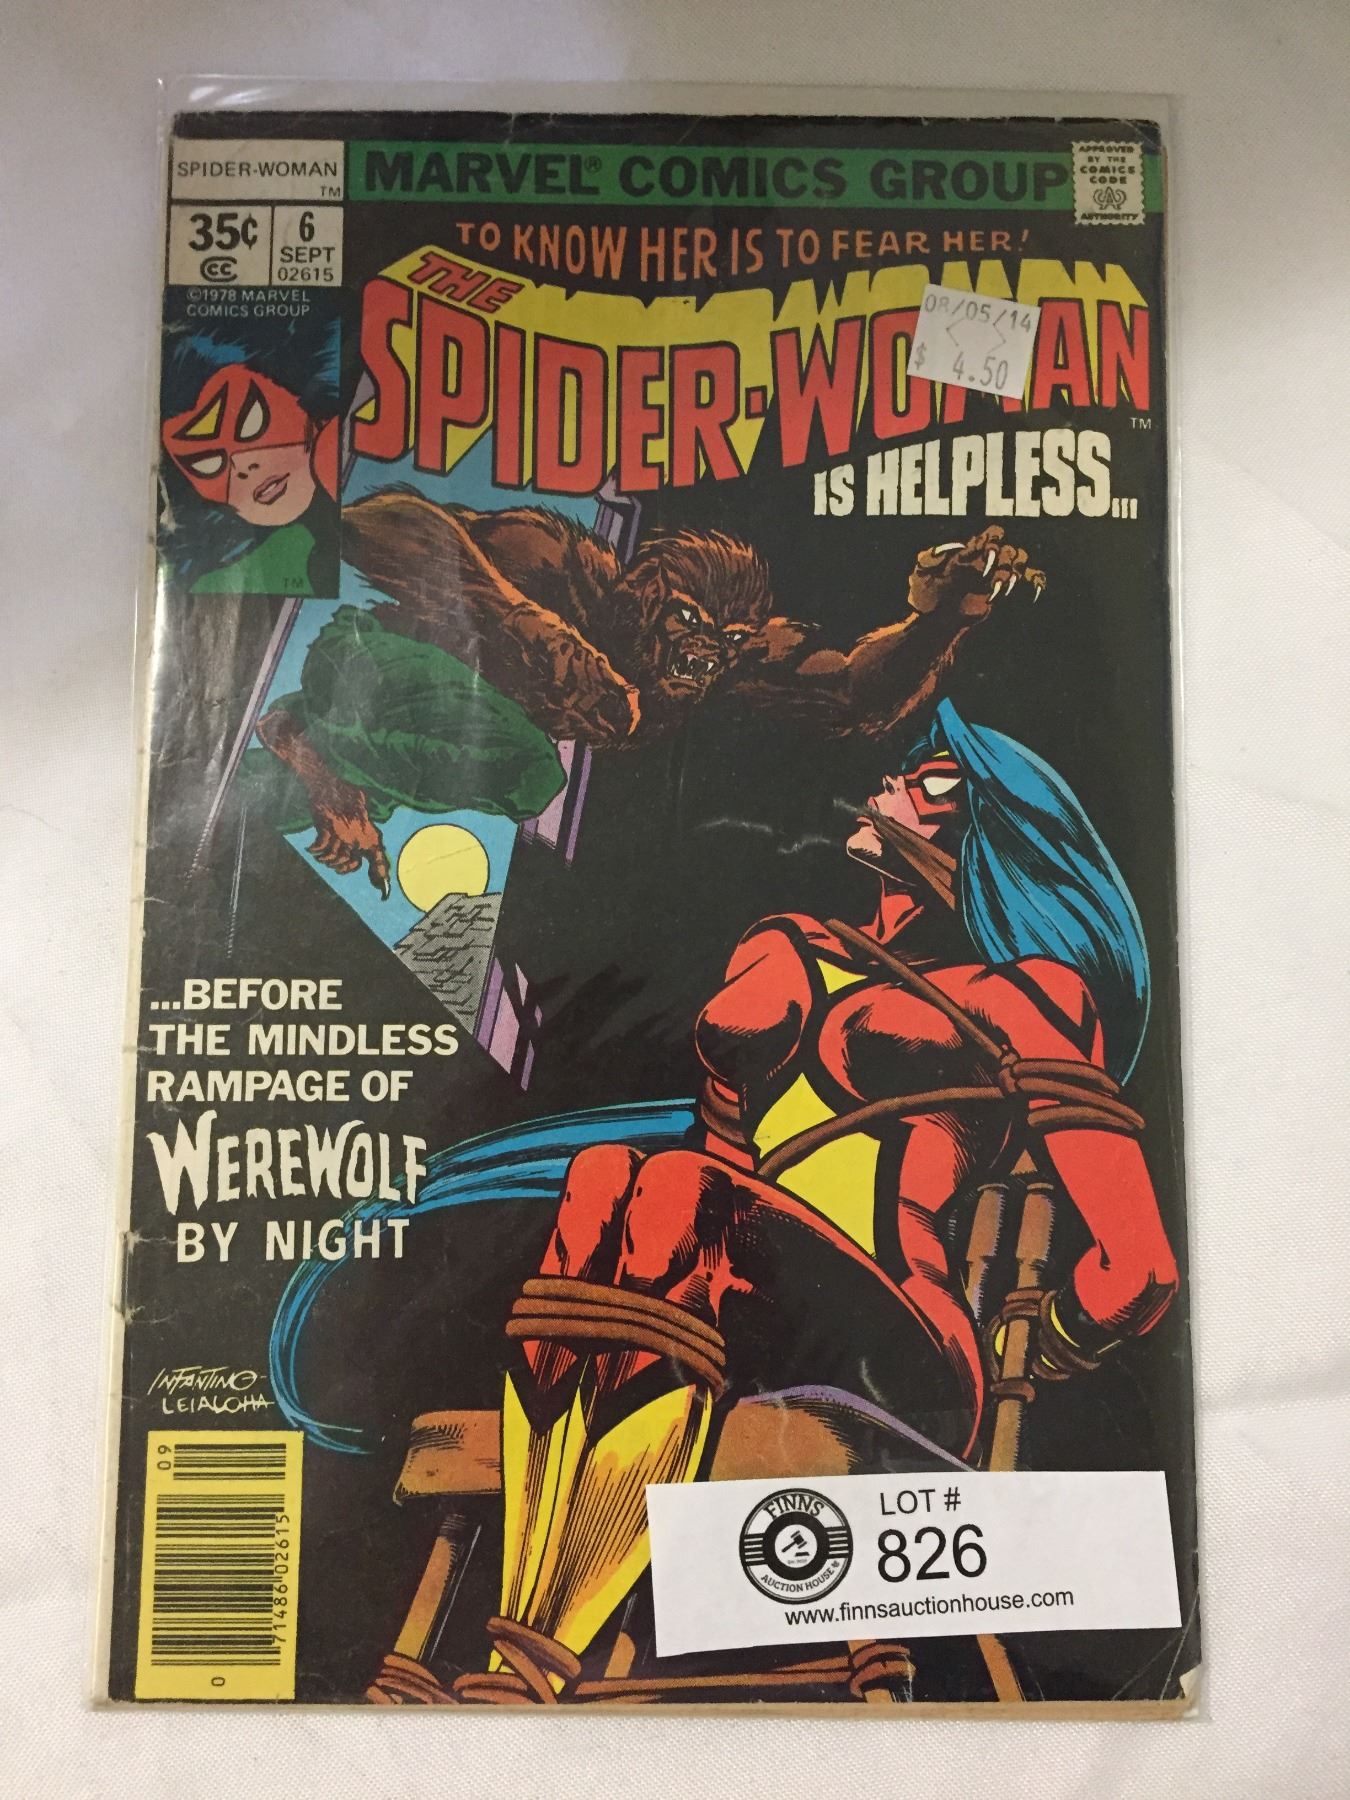 SPIDER-WOMAN
TM
MARVEL® COMICS GROUP
APPROVED
BY THE
COMICS
CODE
AUTHORITY
35¢
CC
6
SEPT
02615
©1978 MARVEL
COMICS GROUP
TM
TO KNOW HER IS TO FEAR HER!
THE
SPIDER-WOMAN
TM
08/05/14
$ 4.50
IS HELPLESS...
...BEFORE
THE MINDLESS
RAMPAGE OF
WEREWOLF
BY NIGHT
INFANTINO-
LEIALOHA
09
71486 02615
0
FINNS
AUCTION HOUSE
LOT #
826
www.finnsauctionhouse.com